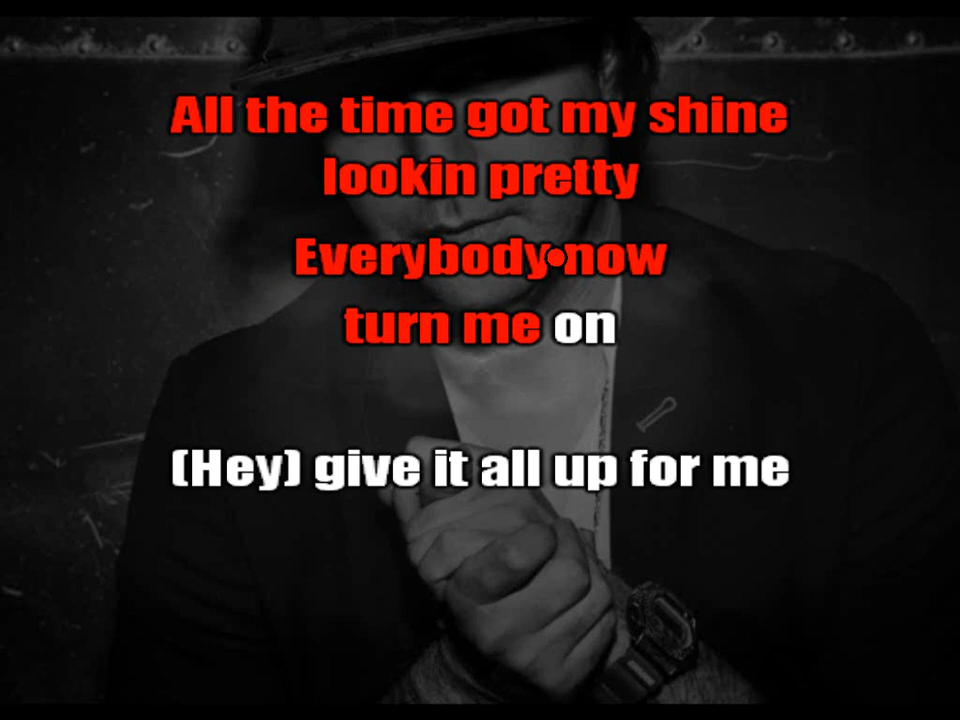 All the time got my shine
lookin pretty
Everybody now
turn me on
(Hey) give it all up for me